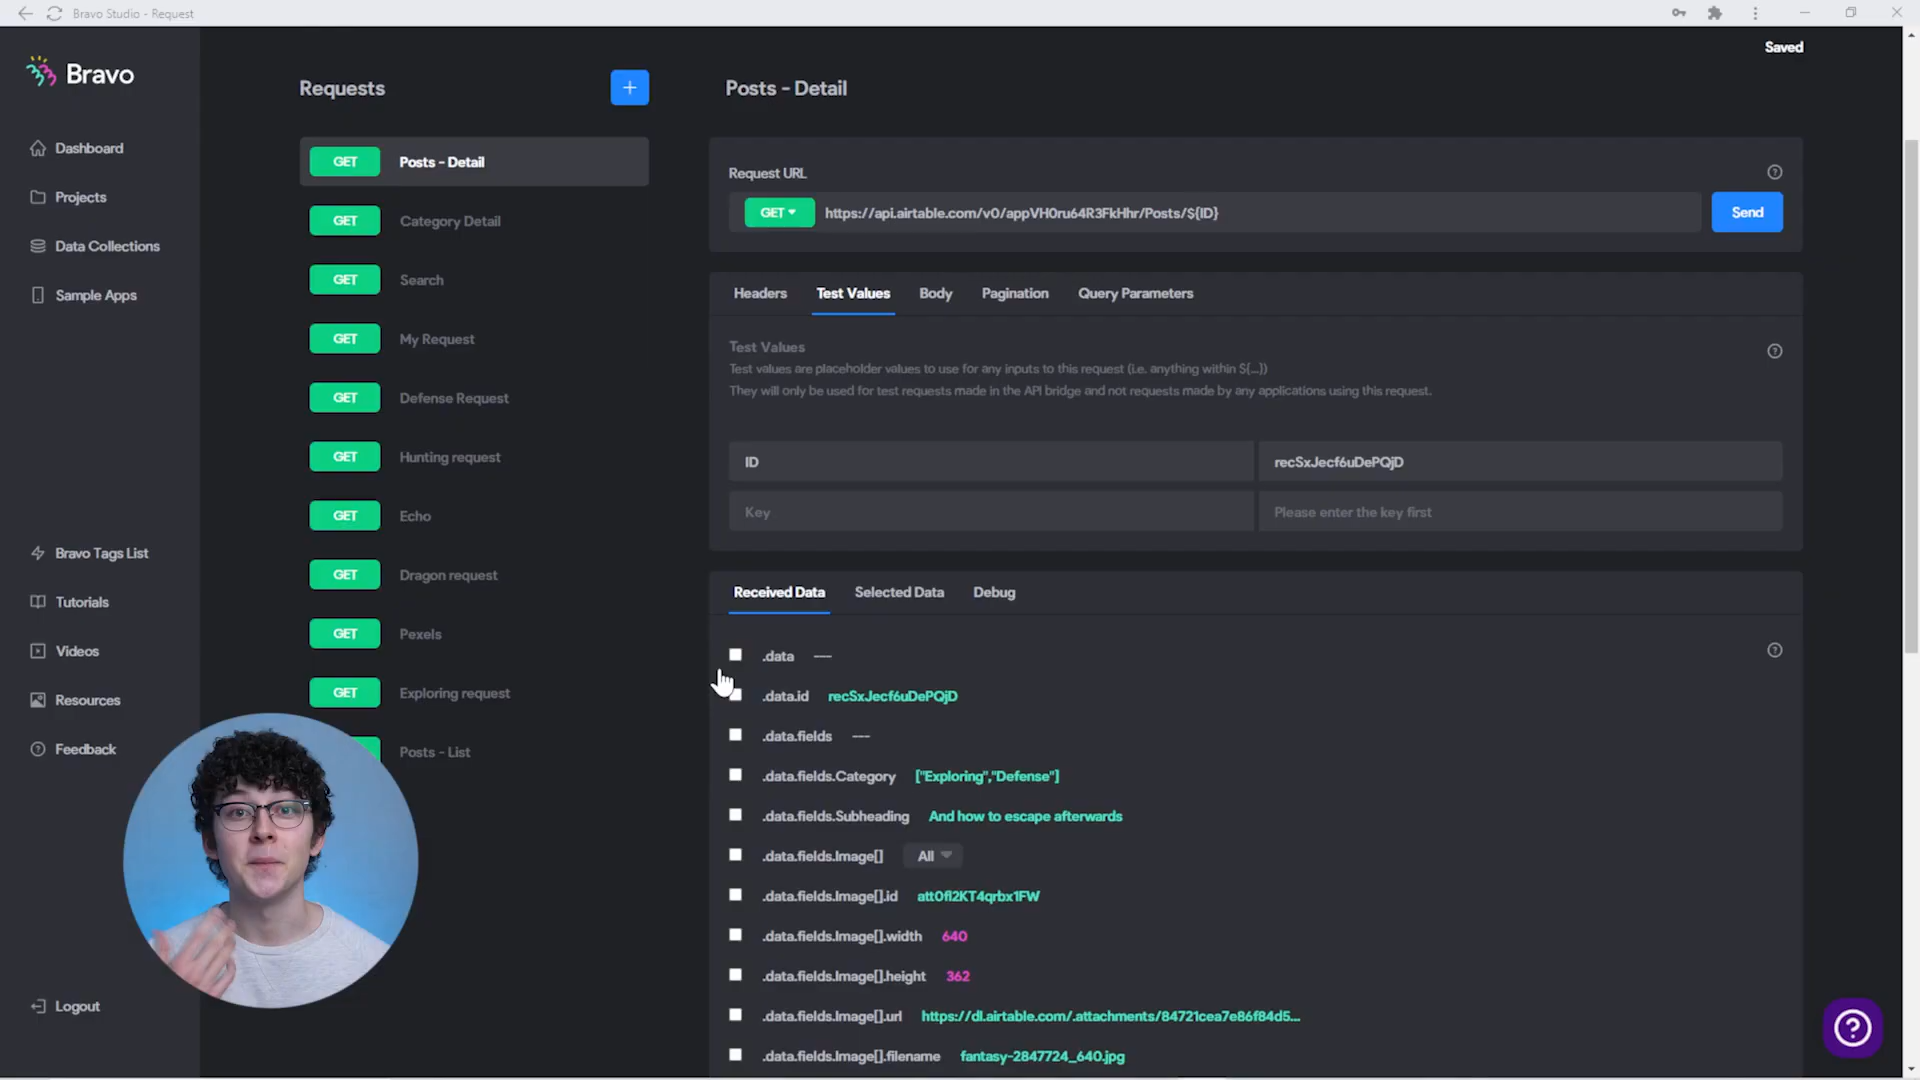 Bravo Studio - Request
Saved
Bravo
Dashboard
Projects
Data Collections
Sample Apps
Bravo Tags List
Tutorials
Videos
Resources
Feedback
Logout
Requests
+
GET Posts - Detail
GET Category Detail
GET Search
GET My Request
GET Defense Request
GET Hunting request
GET Echo
GET Dragon request
GET Pexels
GET Exploring request
Posts - List
Posts - Detail
Request URL
GET https://api.airtable.com/v0/appVH0ru64R3FkHhr/Posts/${ID} Send
Headers Test Values Body Pagination Query Parameters
Test Values
Test values are placeholder values to use for any inputs to this request (i.e. anything within ${...})
They will only be used for test requests made in the API bridge and not requests made by any applications using this request.
ID recSxJecf6uDePQjD
Key Please enter the key first
Received Data Selected Data Debug
.data ----
.data.id recSxJecf6uDePQjD
.data.fields ----
.data.fields.Category ["Exploring","Defense"]
.data.fields.Subheading And how to escape afterwards
.data.fields.Image[] All
.data.fields.Image[].id att0fl2KT4qrbx1FW
.data.fields.Image[].width 640
.data.fields.Image[].height 362
.data.fields.Image[].url https://dl.airtable.com/.attachments/84721cea7e86f84d5...
.data.fields.Image[].filename fantasy-2847724_640.jpg